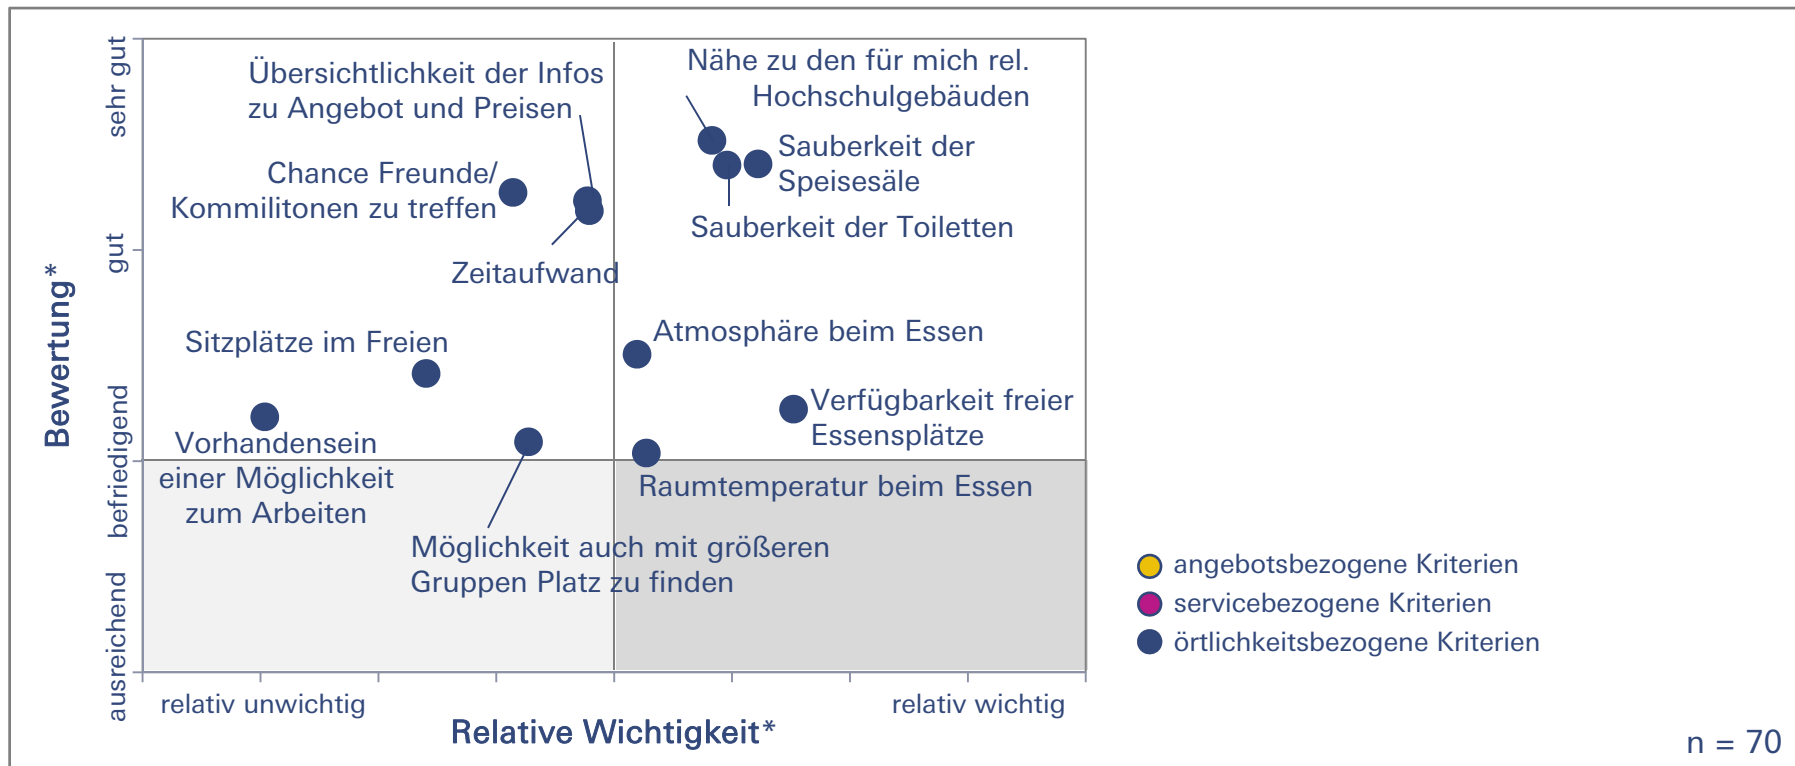 Bewertung*
sehr gut
gut
befriedigend
ausreichend
Übersichtlichkeit der Infos
zu Angebot und Preisen
Nähe zu den für mich rel.
Hochschulgebäuden
Chance Freunde/
Kommilitonen zu treffen
Sauberkeit der
Speisesäle
Sauberkeit der Toiletten
Zeitaufwand
Sitzplätze im Freien
Atmosphäre beim Essen
Verfügbarkeit freier
Essensplätze
Vorhandensein
einer Möglichkeit
zum Arbeiten
Raumtemperatur beim Essen
Möglichkeit auch mit größeren
Gruppen Platz zu finden
relativ unwichtig
relativ wichtig
Relative Wichtigkeit*
angebotsbezogene Kriterien
servicebezogene Kriterien
örtlichkeitsbezogene Kriterien
n = 70